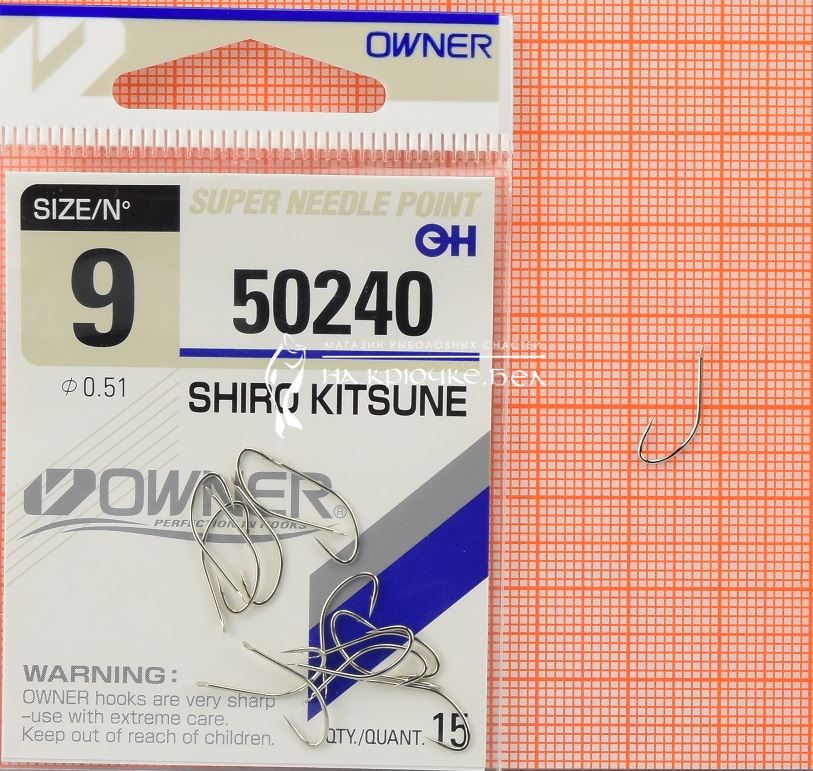 OWNER
SIZE/N°
9
SUPER NEEDLE POINT
OH
50240
МАГАЗИН РЫБОЛОВНЫХ СНАСТЕЙ
НА КРЮЧКЕ.БЕЛ
φ 0.51
SHIRO KITSUNE
OWNER®
PERFECTION IN HOOKS
WARNING:
OWNER hooks are very sharp
–use with extreme care.
Keep out of reach of children.
QTY./QUANT. 15